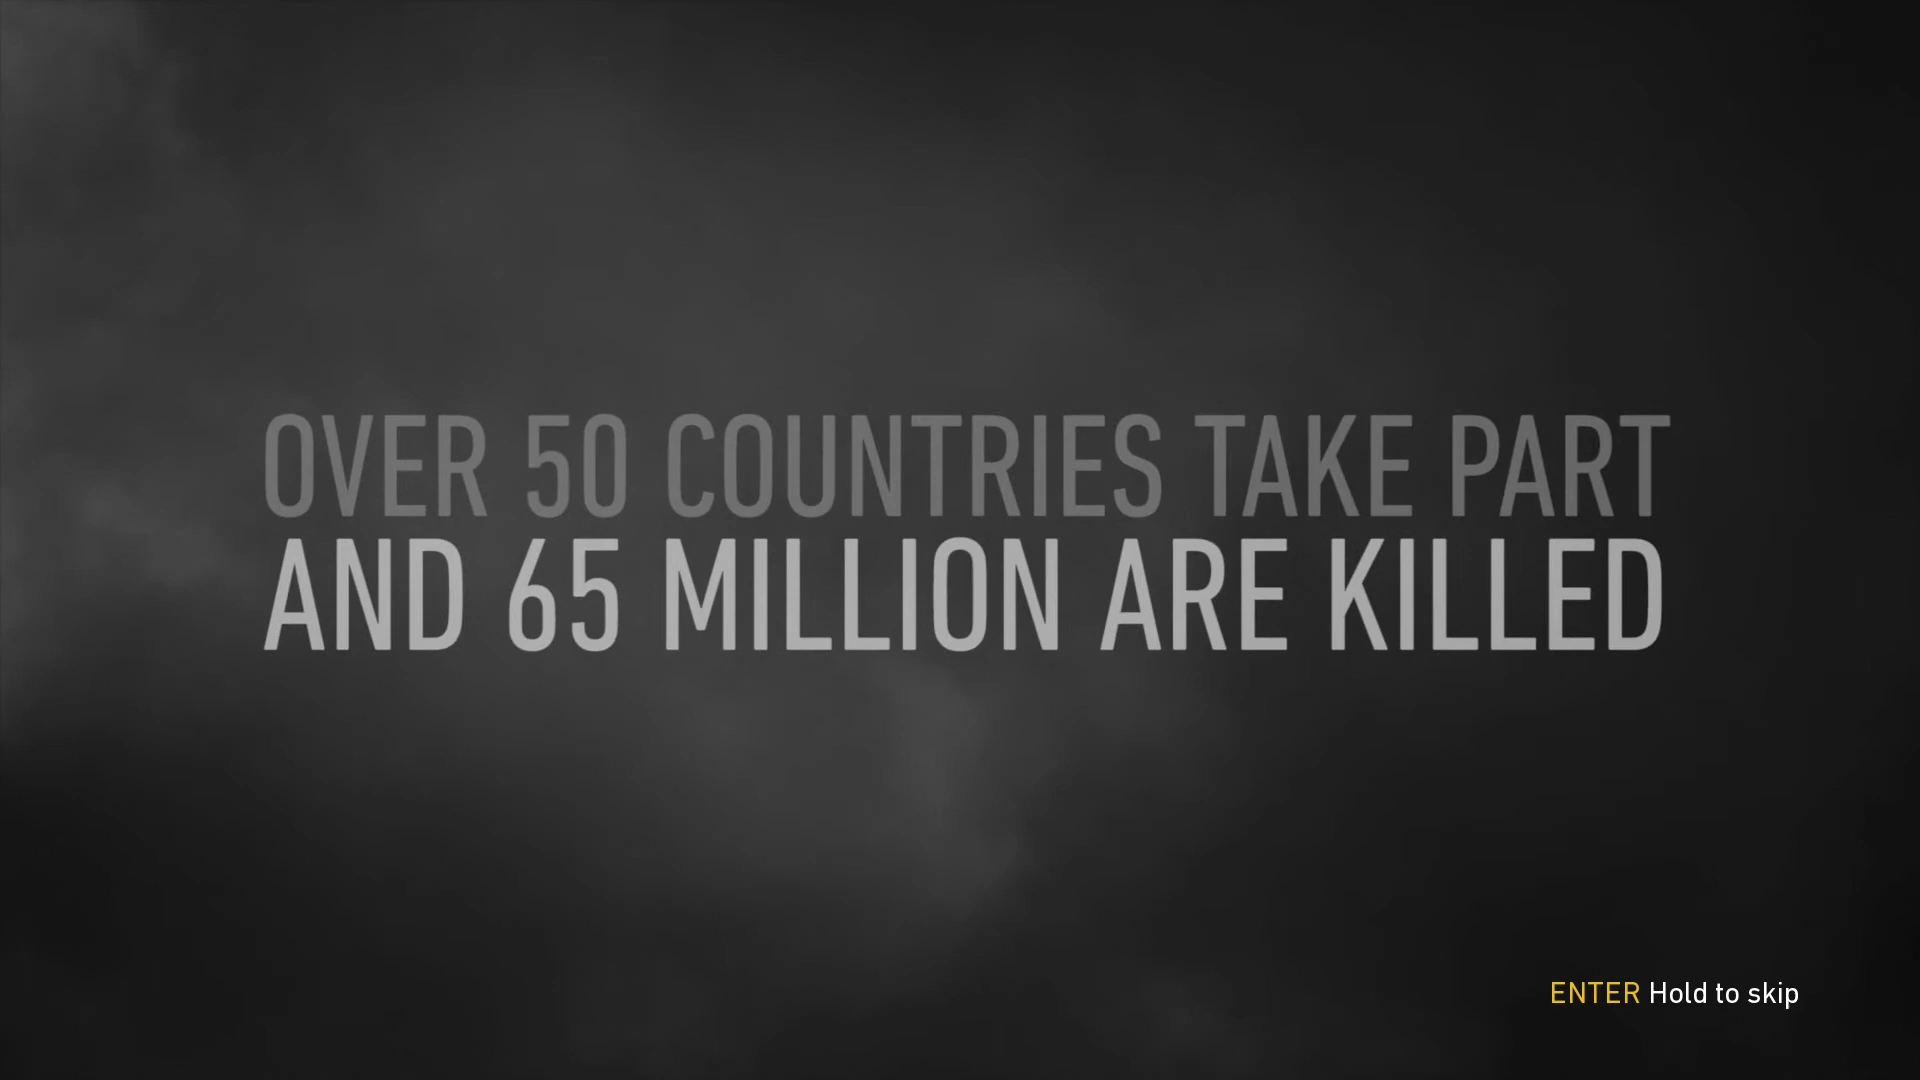 OVER 50 COUNTRIES TAKE PART
AND 65 MILLION ARE KILLED
ENTER Hold to skip